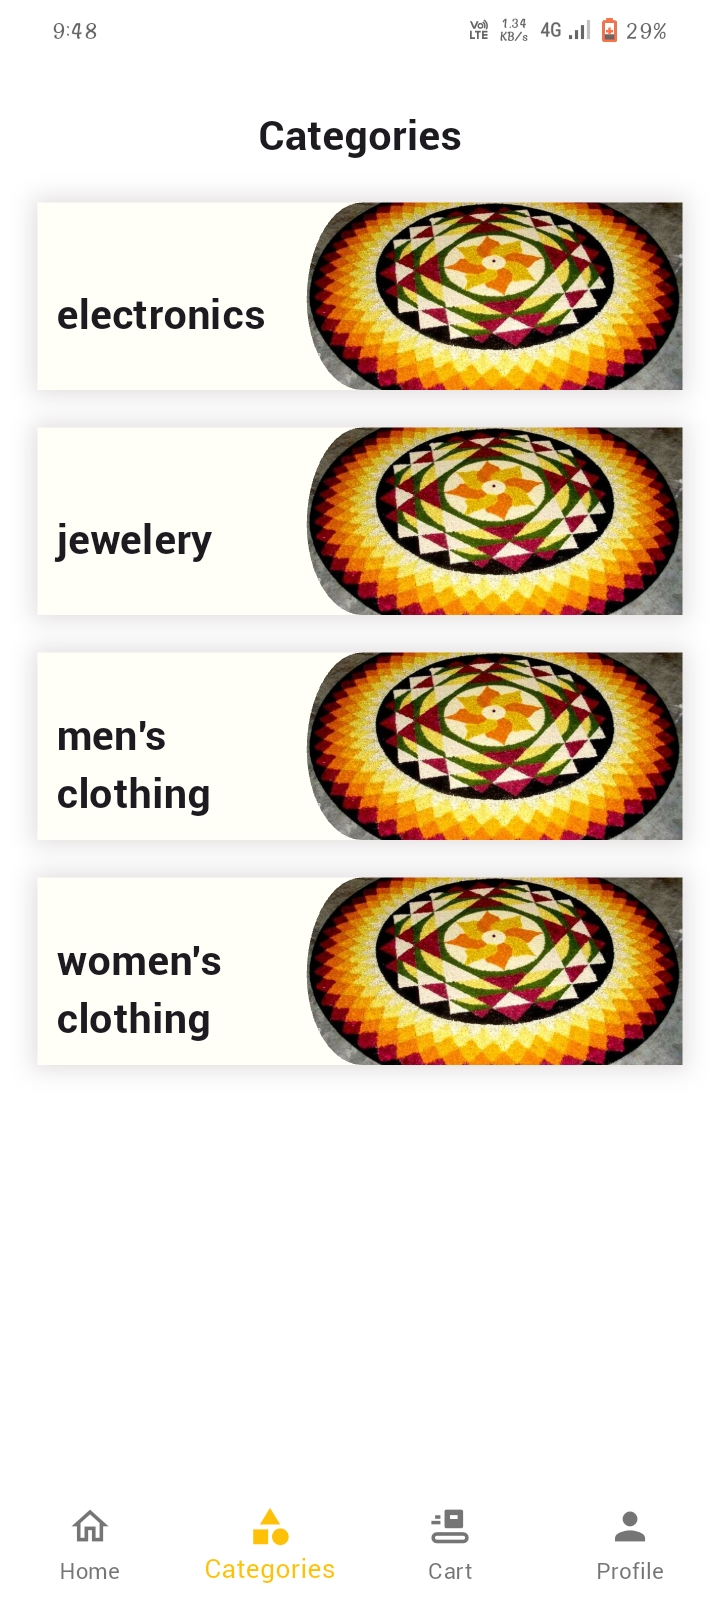 9:48
Vo) LTE 1.34 KB/s 4G 29%
Categories
electronics
jewelery
men's
clothing
women's
clothing
Home Categories Cart Profile